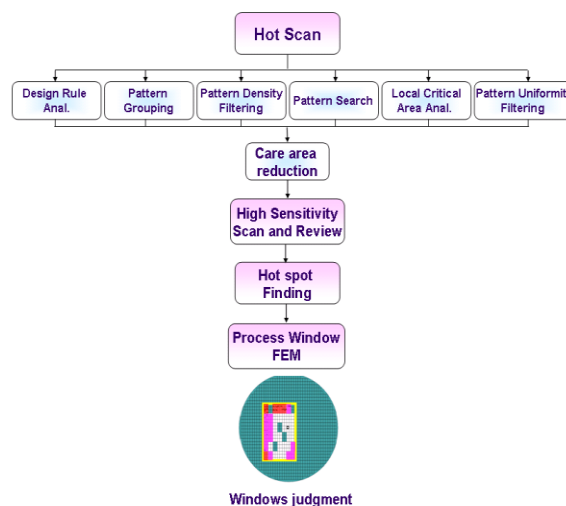 Hot Scan
Design Rule
Anal.
Pattern
Grouping
Pattern Density
Filtering
Pattern Search
Local Critical
Area Anal.
Pattern Uniformit
Filtering
Care area
reduction
High Sensitivity
Scan and Review
Hot spot
Finding
Process Window
FEM
Windows judgment